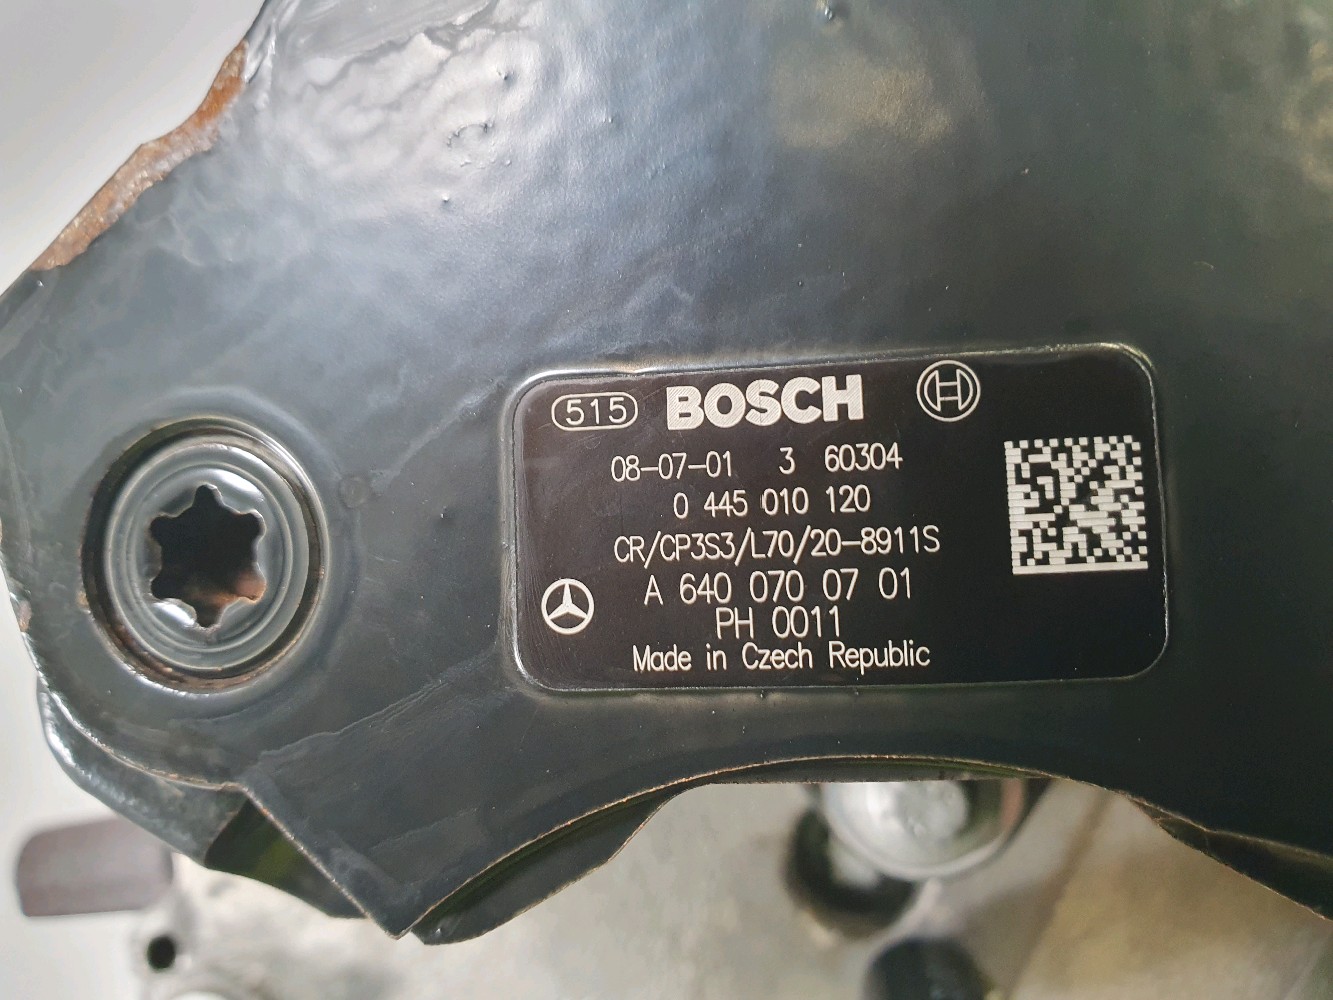 515 BOSCH
08-07-01 3 60304
0 445 010 120
CR/CP3S3/L70/20-8911S
A 640 070 07 01
PH 0011
Made in Czech Republic